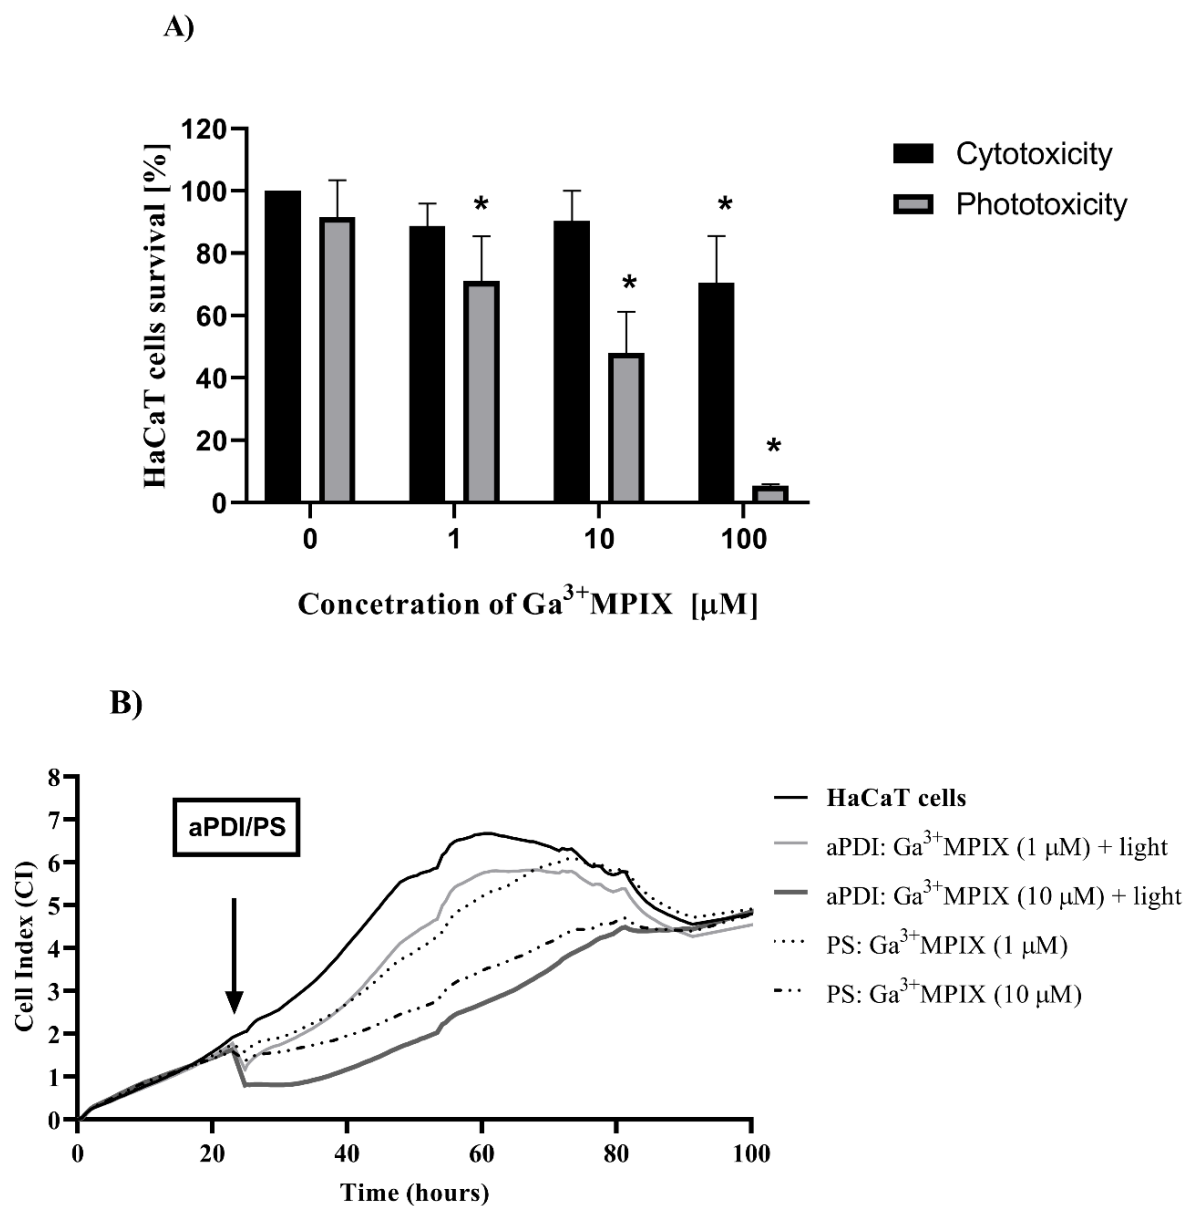 A)
120
100
80
60
40
20
0
HaCaT cells survival [%]
* * * * *
0 1 10 100
Concetration of Ga³⁺MPIX [μM]
Cytotoxicity
Phototoxicity
B)
8
7
6
5
4
3
2
1
0
Cell Index (CI)
aPDI/PS
0 20 40 60 80 100
Time (hours)
HaCaT cells
aPDI: Ga³⁺MPIX (1 μM) + light
aPDI: Ga³⁺MPIX (10 μM) + light
PS: Ga³⁺MPIX (1 μM)
PS: Ga³⁺MPIX (10 μM)